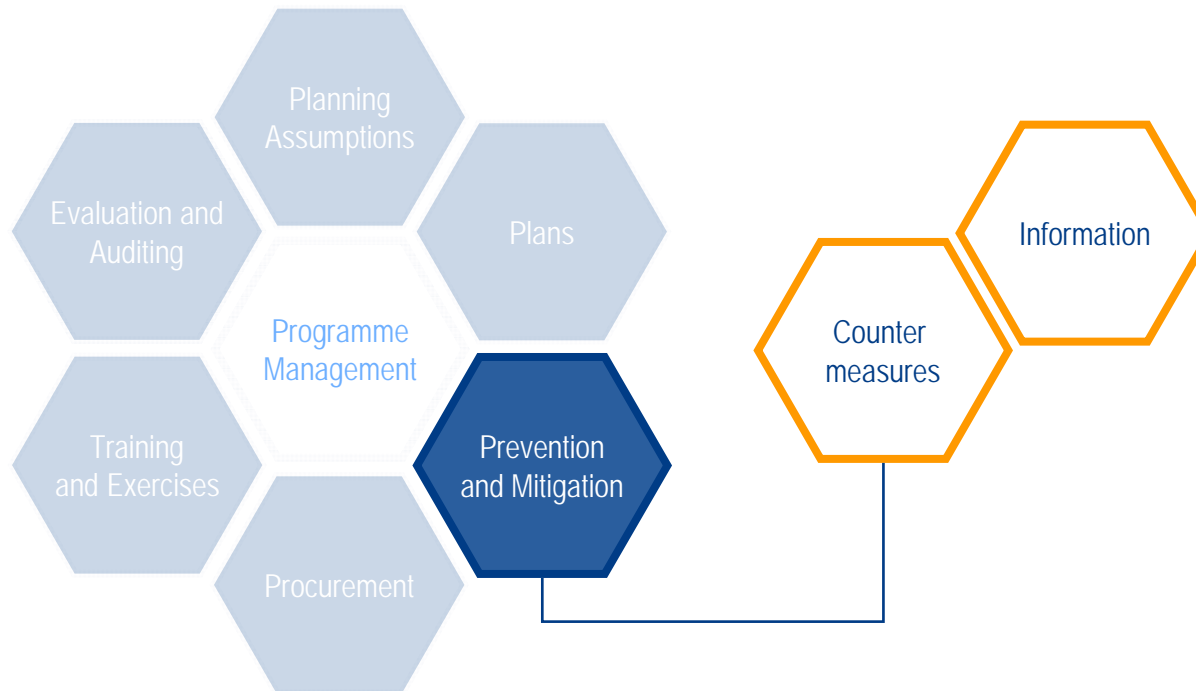 Planning
Assumptions
Evaluation and
Auditing
Plans
Programme
Management
Training
and Exercises
Prevention
and Mitigation
Procurement
Counter
measures
Information